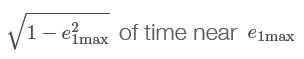 √(1 − e²₁max) of time near e₁max